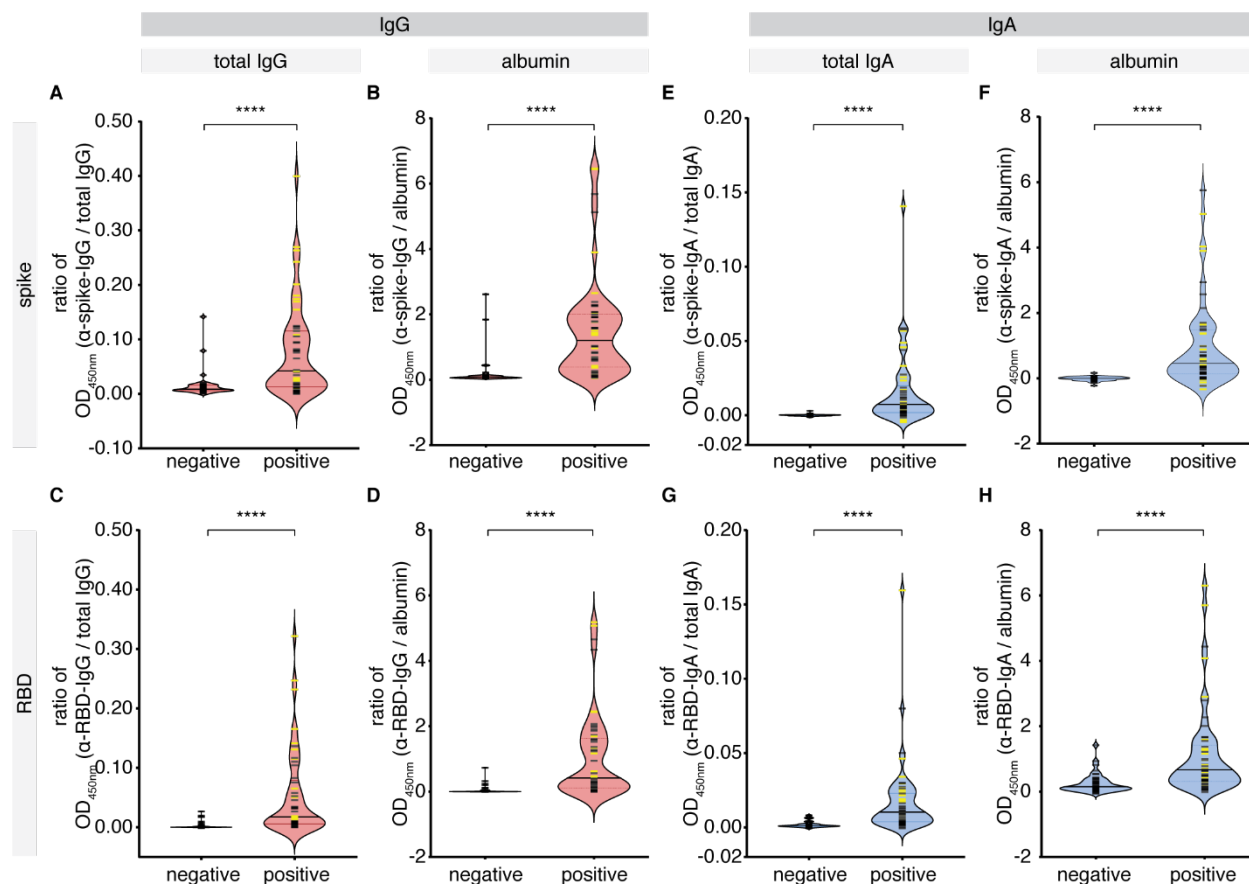 IgG
IgA
total IgG
albumin
total IgA
albumin
spike
RBD
A
****
0.50
0.40
0.30
0.20
0.10
0.00
-0.10
ratio of
OD450nm (α-spike-IgG / total IgG)
negative
positive
B
****
8
6
4
2
0
-2
ratio of
OD450nm (α-spike-IgG / albumin)
negative
positive
E
****
0.20
0.15
0.10
0.05
0.00
-0.02
ratio of
OD450nm (α-spike-IgA / total IgA)
negative
positive
F
****
8
6
4
2
0
-2
ratio of
OD450nm (α-spike-IgA / albumin)
negative
positive
C
****
0.50
0.40
0.30
0.20
0.10
0.00
ratio of
OD450nm (α-RBD-IgG / total IgG)
negative
positive
D
****
8
6
4
2
0
-2
ratio of
OD450nm (α-RBD-IgG / albumin)
negative
positive
G
****
0.20
0.15
0.10
0.05
0.00
-0.02
ratio of
OD450nm (α-RBD-IgA / total IgA)
negative
positive
H
****
8
6
4
2
0
-2
ratio of
OD450nm (α-RBD-IgA / albumin)
negative
positive